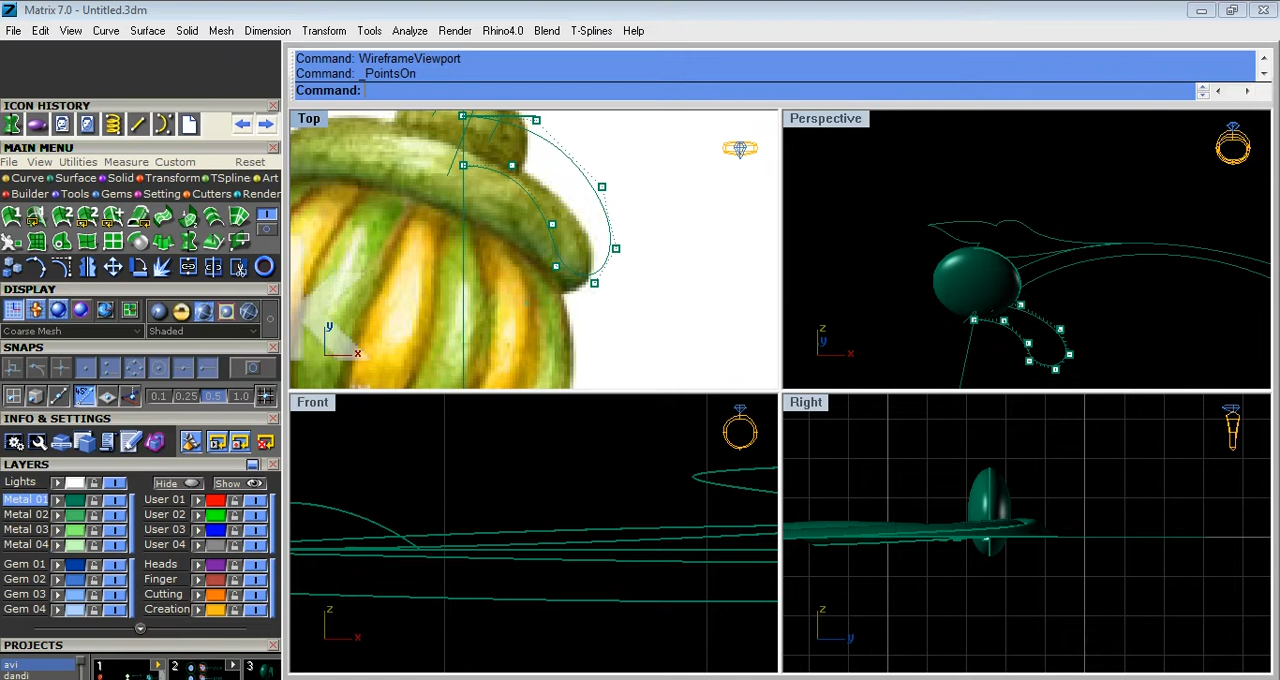 Matrix 7.0 - Untitled.3dm
File Edit View Curve Surface Solid Mesh Dimension Transform Tools Analyze Render Rhino4.0 Blend T-Splines Help
Command: WireframeViewport
Command: _PointsOn
Command:
ICON HISTORY
MAIN MENU
File View Utilities Measure Custom Reset
Curve Surface Solid Transform TSpline Art
Builder Tools Gems Setting Cutters Render
DISPLAY
Coarse Mesh Shaded
SNAPS
0.1 0.25 0.5 1.0
INFO & SETTINGS
LAYERS
Lights Hide Show
Metal 01 User 01
Metal 02 User 02
Metal 03 User 03
Metal 04 User 04
Gem 01 Heads
Gem 02 Finger
Gem 03 Cutting
Gem 04 Creation
PROJECTS
avi 1 2 3
dandi
Top
y
x
Perspective
z
y
x
Front
z
x
Right
z
y